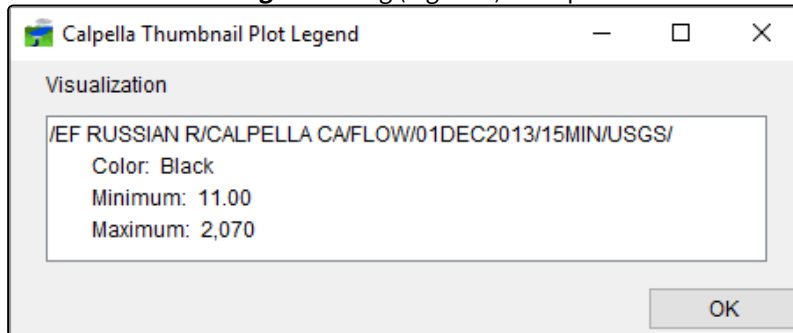 Calpella Thumbnail Plot Legend
Visualization
/EF RUSSIAN R/CALPELLA CA/FLOW/01DEC2013/15MIN/USGS/
Color: Black
Minimum: 11.00
Maximum: 2,070
OK